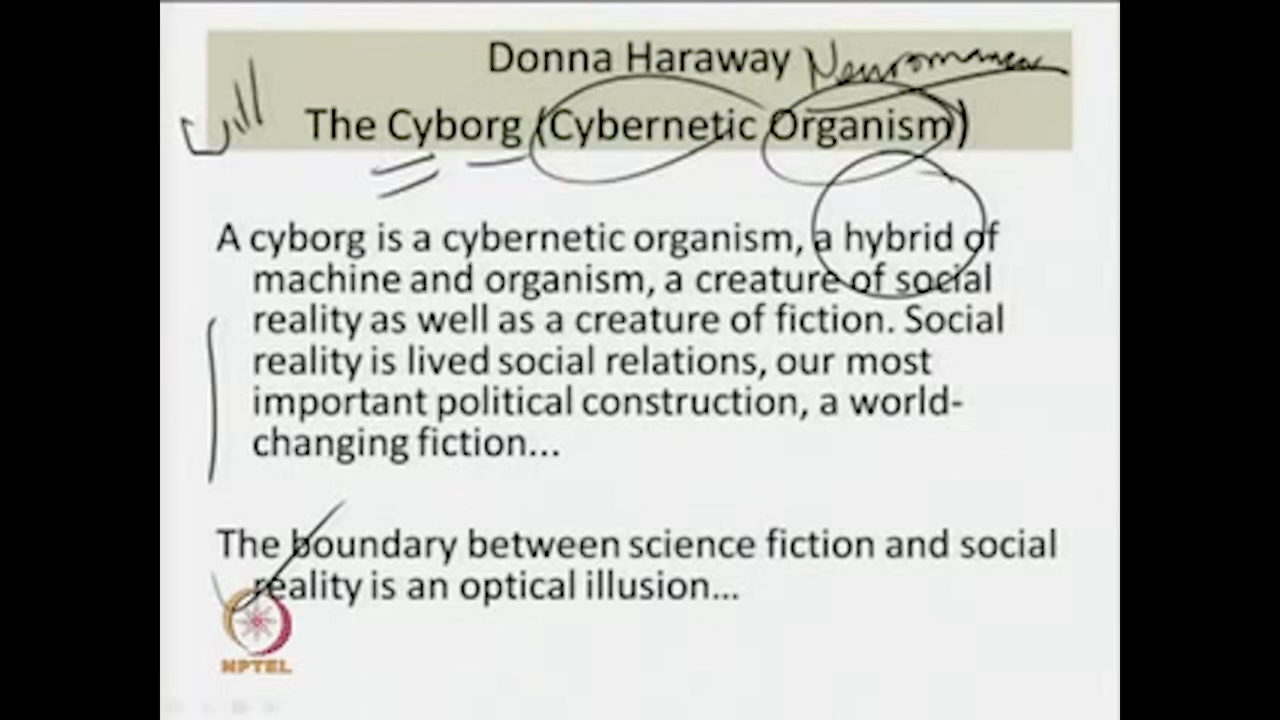 Donna Haraway Neuromancer
The Cyborg (Cybernetic Organism)
A cyborg is a cybernetic organism, a hybrid of
machine and organism, a creature of social
reality as well as a creature of fiction. Social
reality is lived social relations, our most
important political construction, a world-
changing fiction...
The boundary between science fiction and social
reality is an optical illusion...
NPTEL